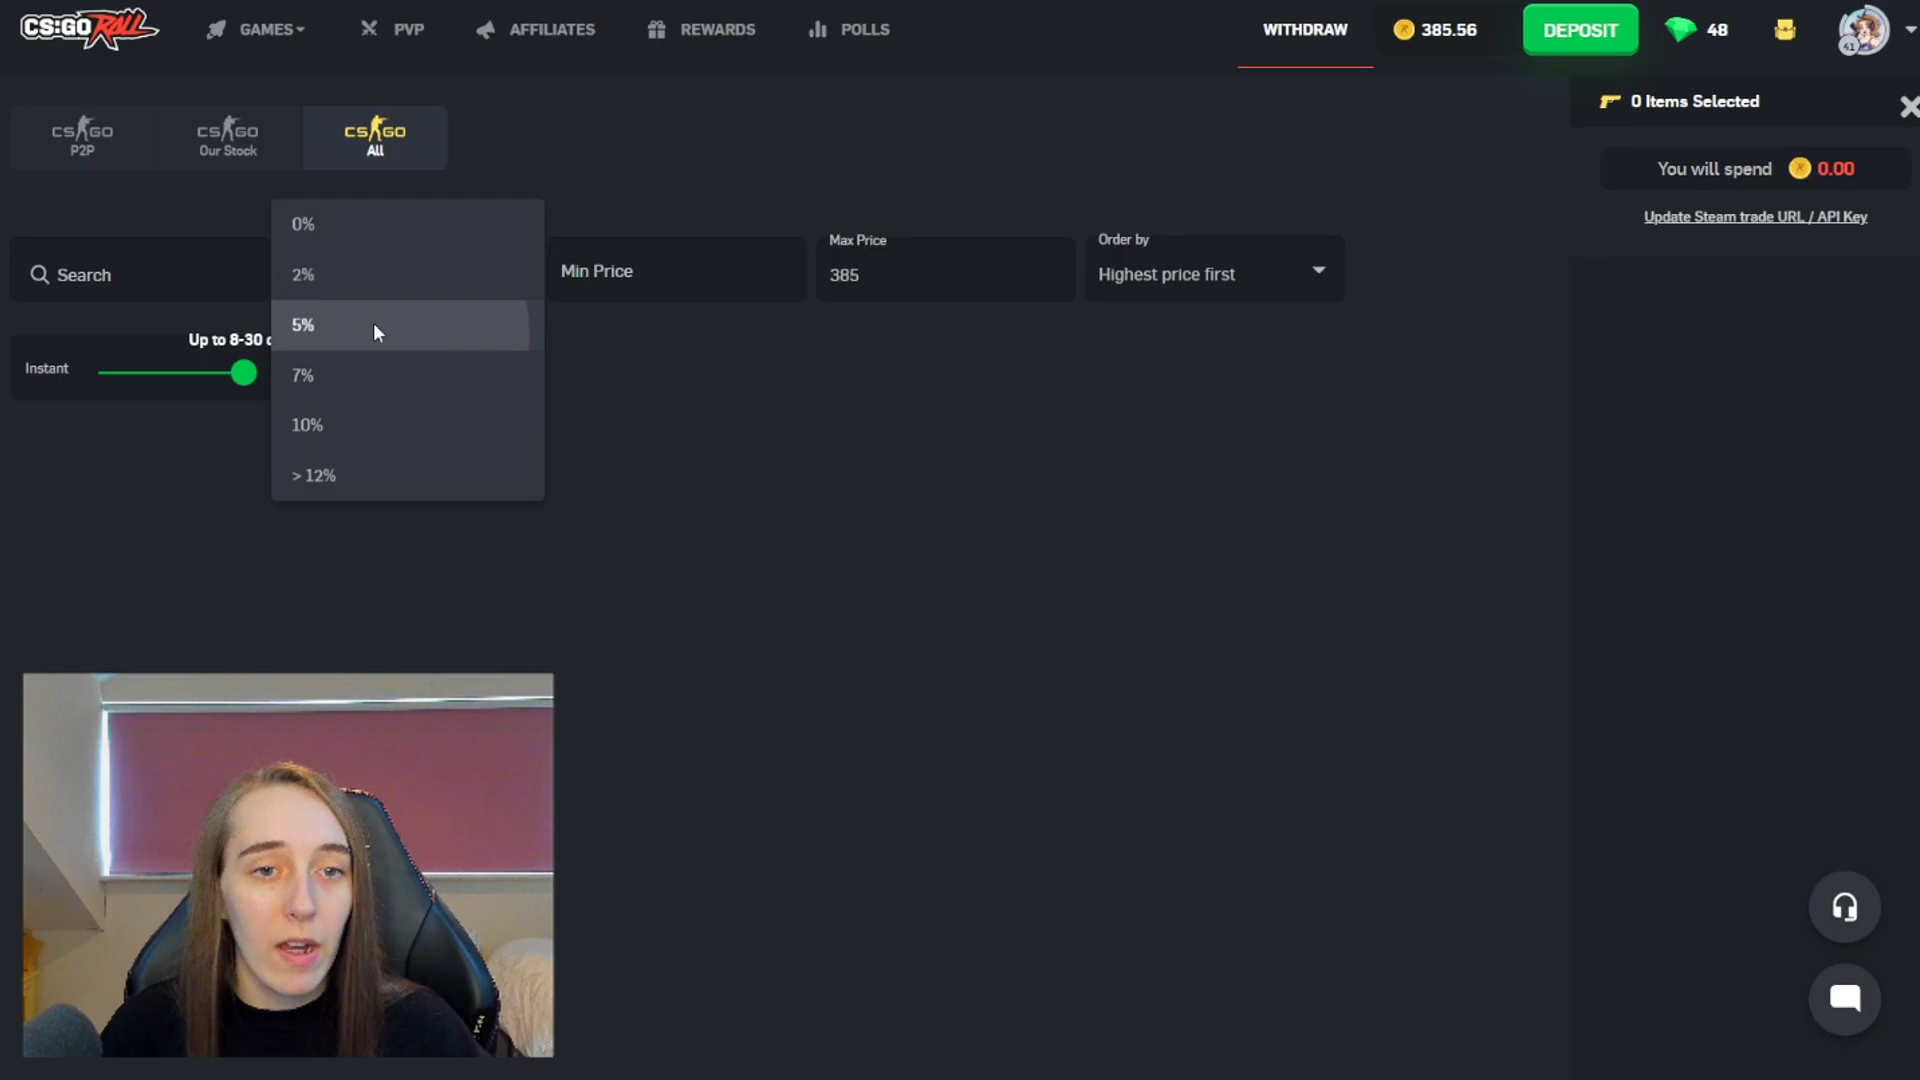 CS:GO ROLL
GAMES
PVP
AFFILIATES
REWARDS
POLLS
WITHDRAW
385.56
DEPOSIT
48
41
CS GO
P2P
CS GO
Our Stock
CS GO
All
0 Items Selected
You will spend 0.00
Update Steam trade URL / API Key
Search
0%
2%
5%
7%
10%
> 12%
Min Price
Max Price
385
Order by
Highest price first
Up to 8-30
Instant